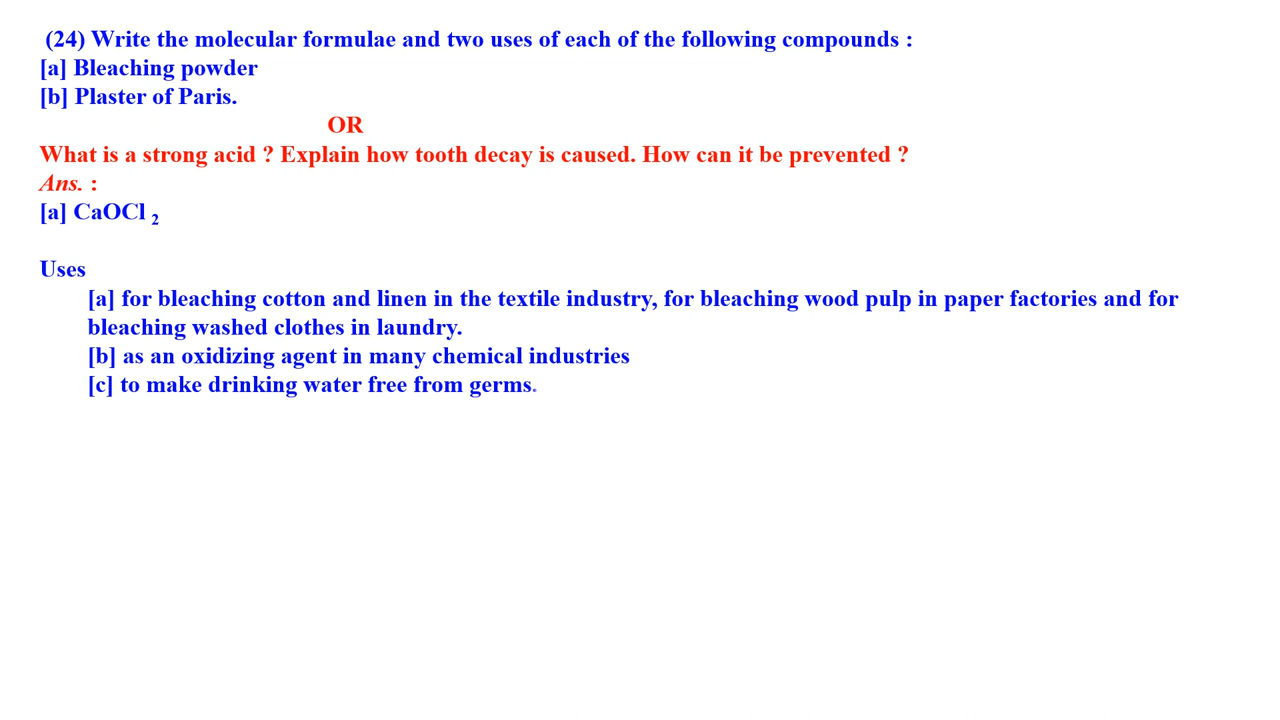 (24) Write the molecular formulae and two uses of each of the following compounds :
[a] Bleaching powder
[b] Plaster of Paris.
OR
What is a strong acid ? Explain how tooth decay is caused. How can it be prevented ?
Ans. :
[a] CaOCl 2
Uses
[a] for bleaching cotton and linen in the textile industry, for bleaching wood pulp in paper factories and for
bleaching washed clothes in laundry.
[b] as an oxidizing agent in many chemical industries
[c] to make drinking water free from germs.